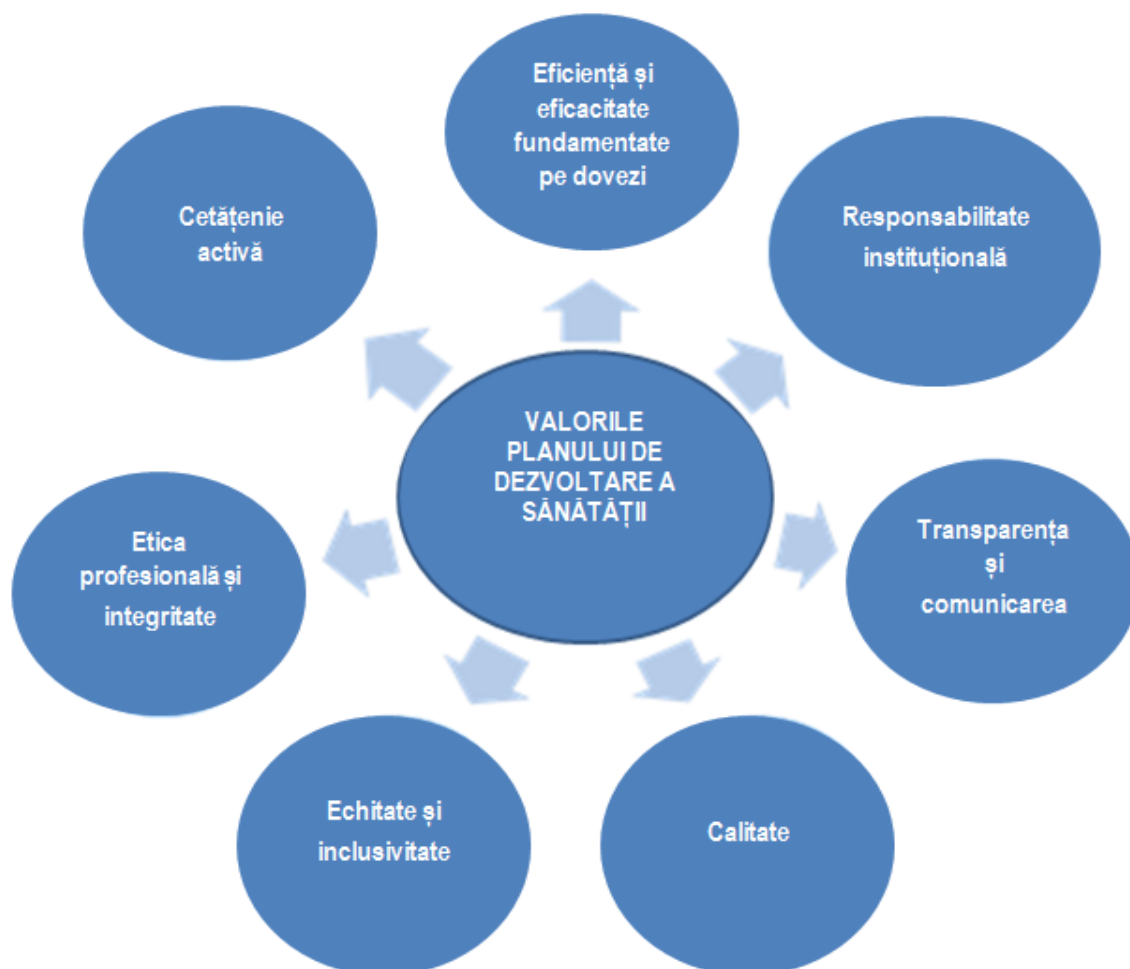 Eficiență și
eficacitate
fundamentate
pe dovezi
Cetățenie
activă
Responsabilitate
instituțională
VALORILE
PLANULUI DE
DEZVOLTARE A
SĂNĂTĂȚII
Etica
profesională și
integritate
Transparența
și
comunicarea
Echitate și
inclusivitate
Calitate